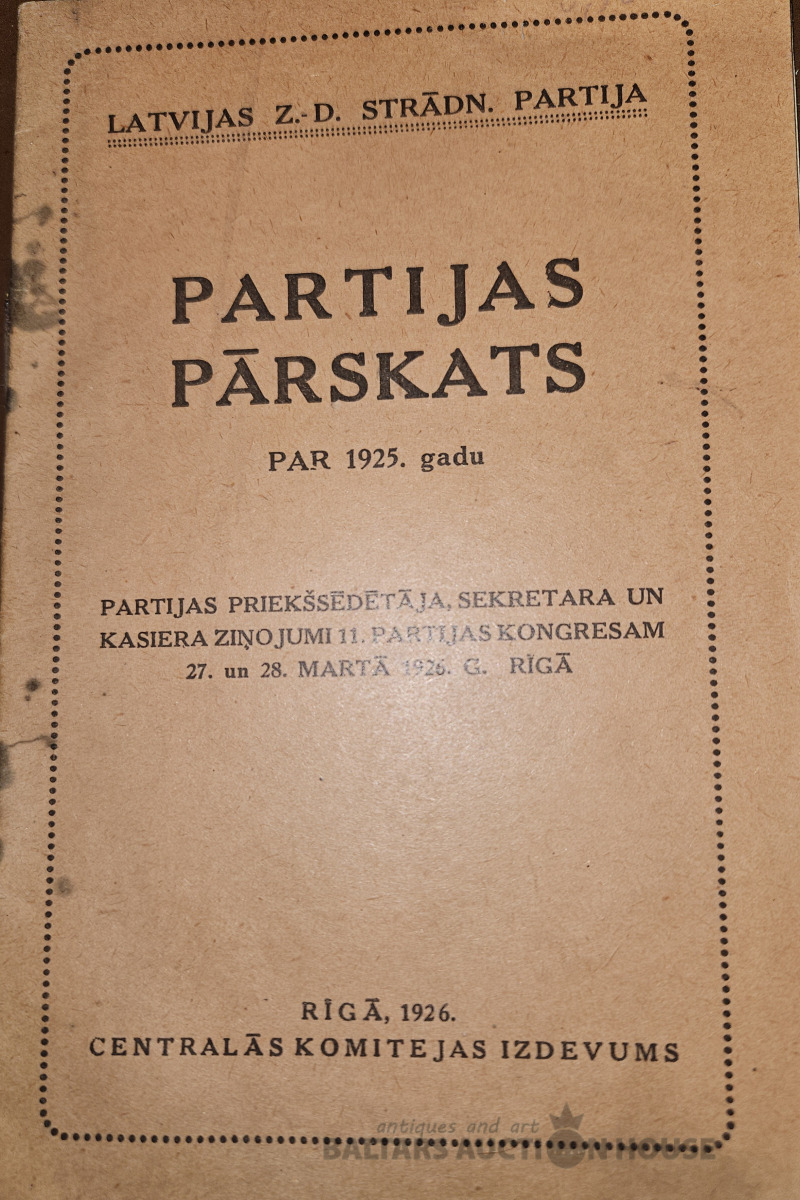 LATVIJAS Z.-D. STRĀDN. PARTIJA
PARTIJAS
PĀRSKATS
PAR 1925. gadu
PARTIJAS PRIEKŠSĒDĒTĀJA, SEKRETARA UN
KASIERA ZIŅOJUMI 11. PARTIJAS KONGRESAM
27. un 28. MARTĀ 1926. G. RĪGĀ
RĪGĀ, 1926.
CENTRALĀS KOMITEJAS IZDEVUMS
antiques and art
BALTARS AUCTION HOUSE